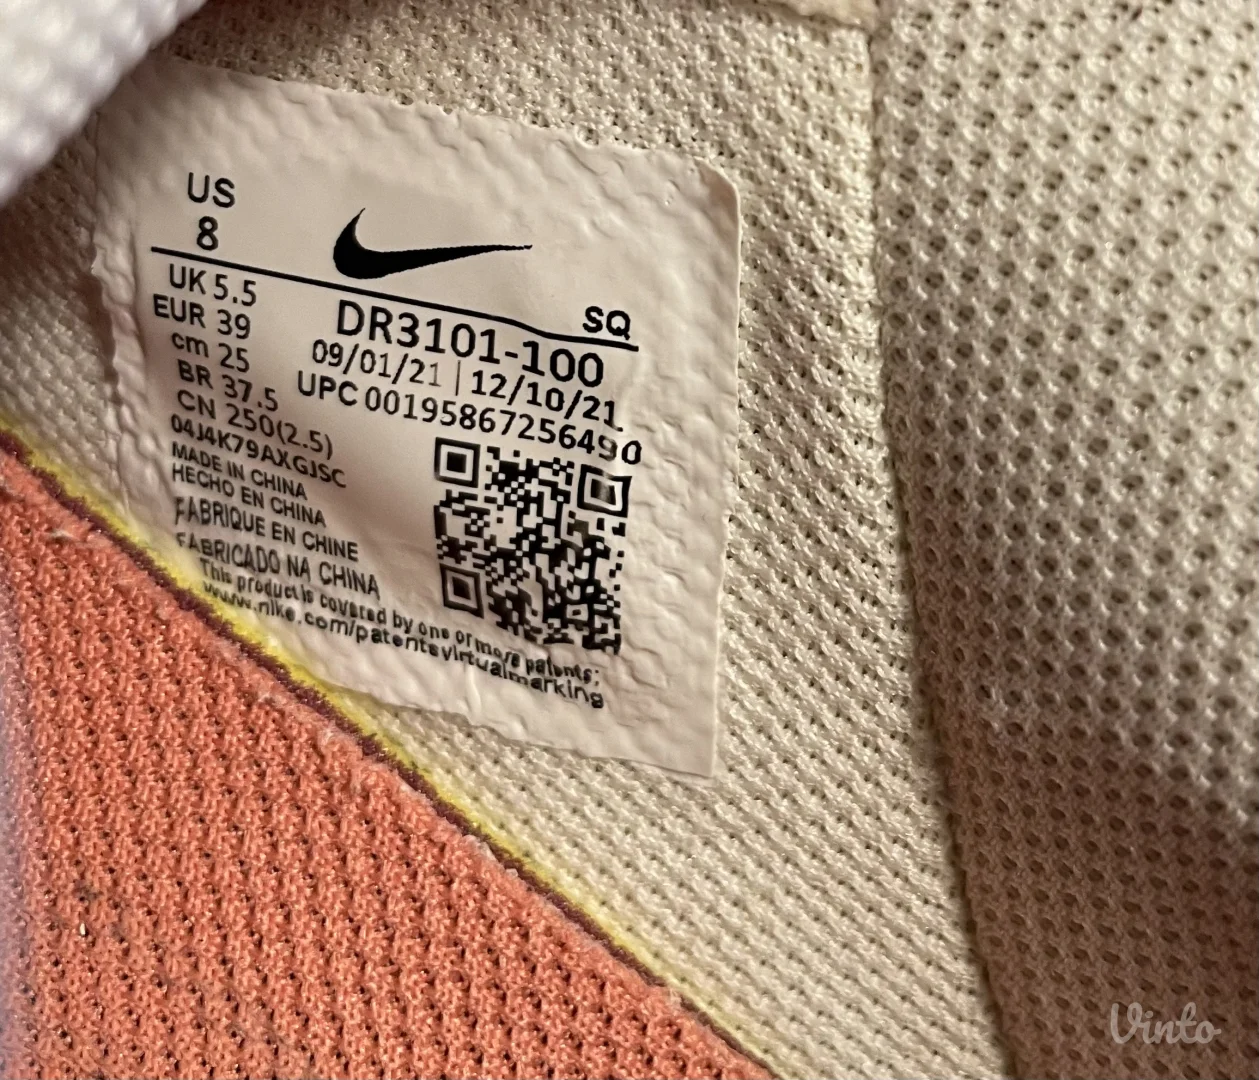 US
8
SQ
UK 5.5
EUR 39
cm 25
BR 37.5
CN 250(2.5)
DR3101-100
09/01/21 | 12/10/21
UPC 00195867256490
04J4K79AXGJSC
MADE IN CHINA
HECHO EN CHINA
FABRIQUE EN CHINE
FABRICADO NA CHINA
This product is covered by one or more patents;
www.nike.com/patentsvirtualmarking
Vinto